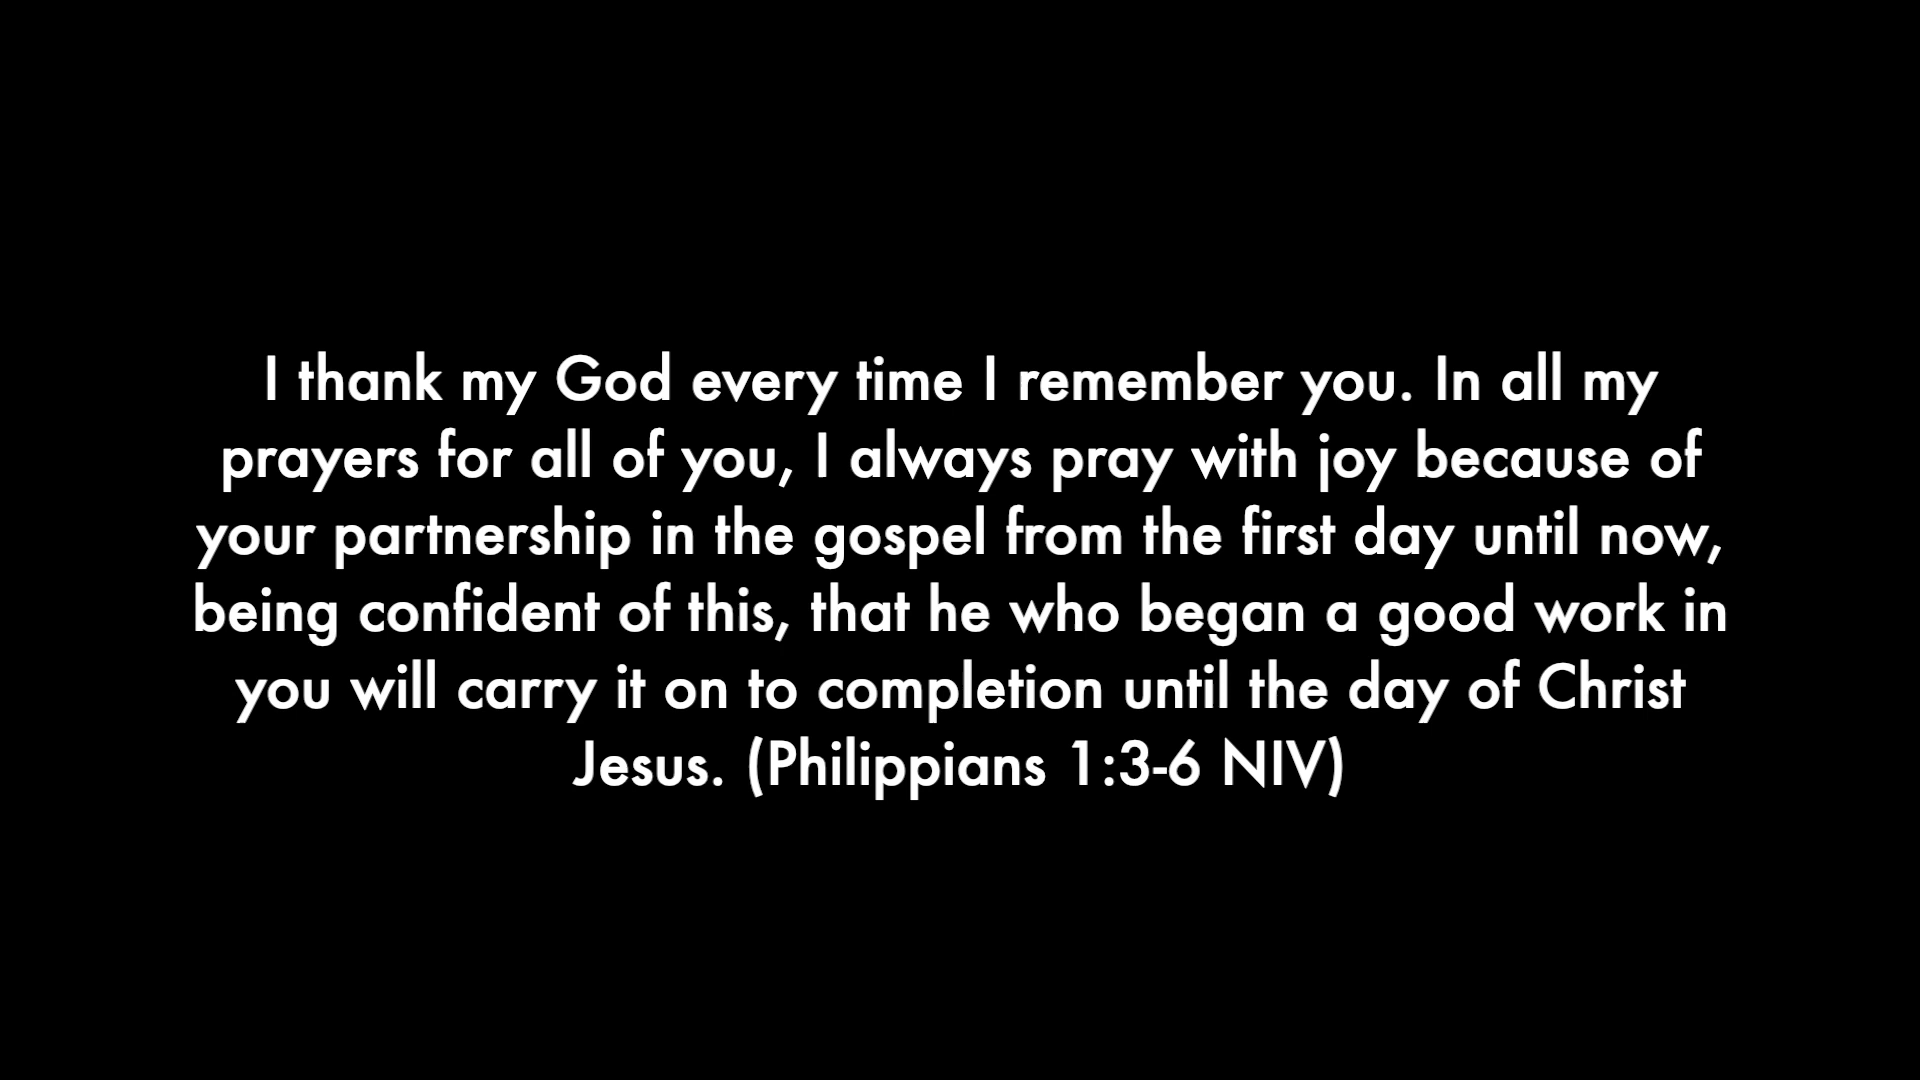 I thank my God every time I remember you. In all my
prayers for all of you, I always pray with joy because of
your partnership in the gospel from the first day until now,
being confident of this, that he who began a good work in
you will carry it on to completion until the day of Christ
Jesus. (Philippians 1:3-6 NIV)